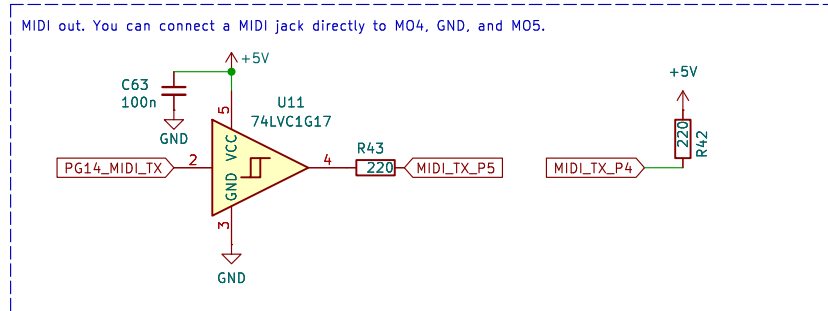 MIDI out. You can connect a MIDI jack directly to MO4, GND, and MO5.
+5V
C63
100n
GND
5
U11
74LVC1G17
VCC
GND
PG14_MIDI_TX
2
4
3
GND
R43
220
MIDI_TX_P5
MIDI_TX_P4
+5V
220
R42